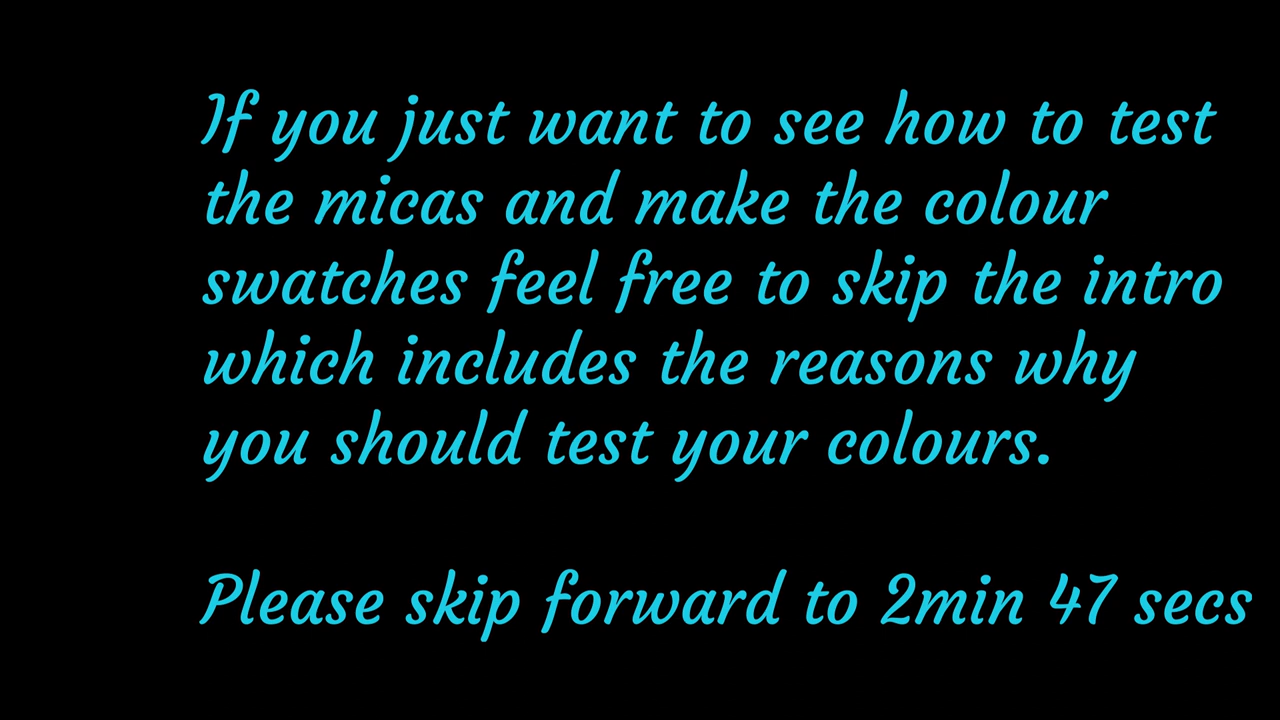 If you just want to see how to test
the micas and make the colour
swatches feel free to skip the intro
which includes the reasons why
you should test your colours.
Please skip forward to 2min 47 secs